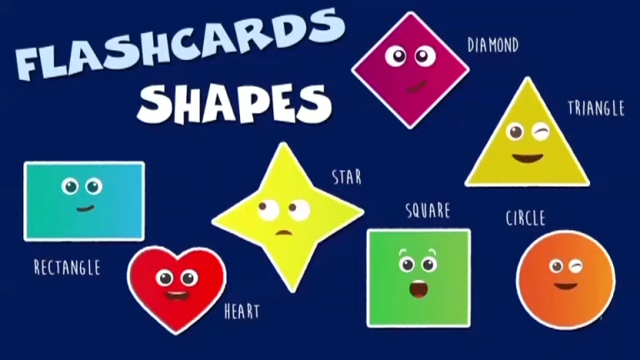 FLASHCARDS
SHAPES
DIAMOND
TRIANGLE
STAR
SQUARE
CIRCLE
RECTANGLE
HEART